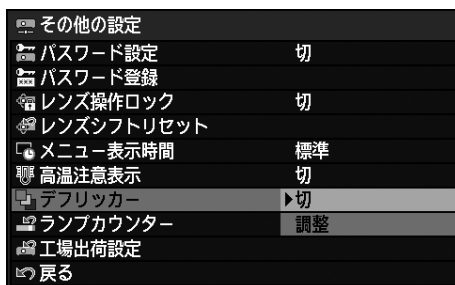 その他の設定
パスワード設定 切
パスワード登録
レンズ操作ロック 切
レンズシフトリセット
メニュー表示時間 標準
高温注意表示 切
デフリッカー ▶切
ランプカウンター 調整
工場出荷設定
戻る